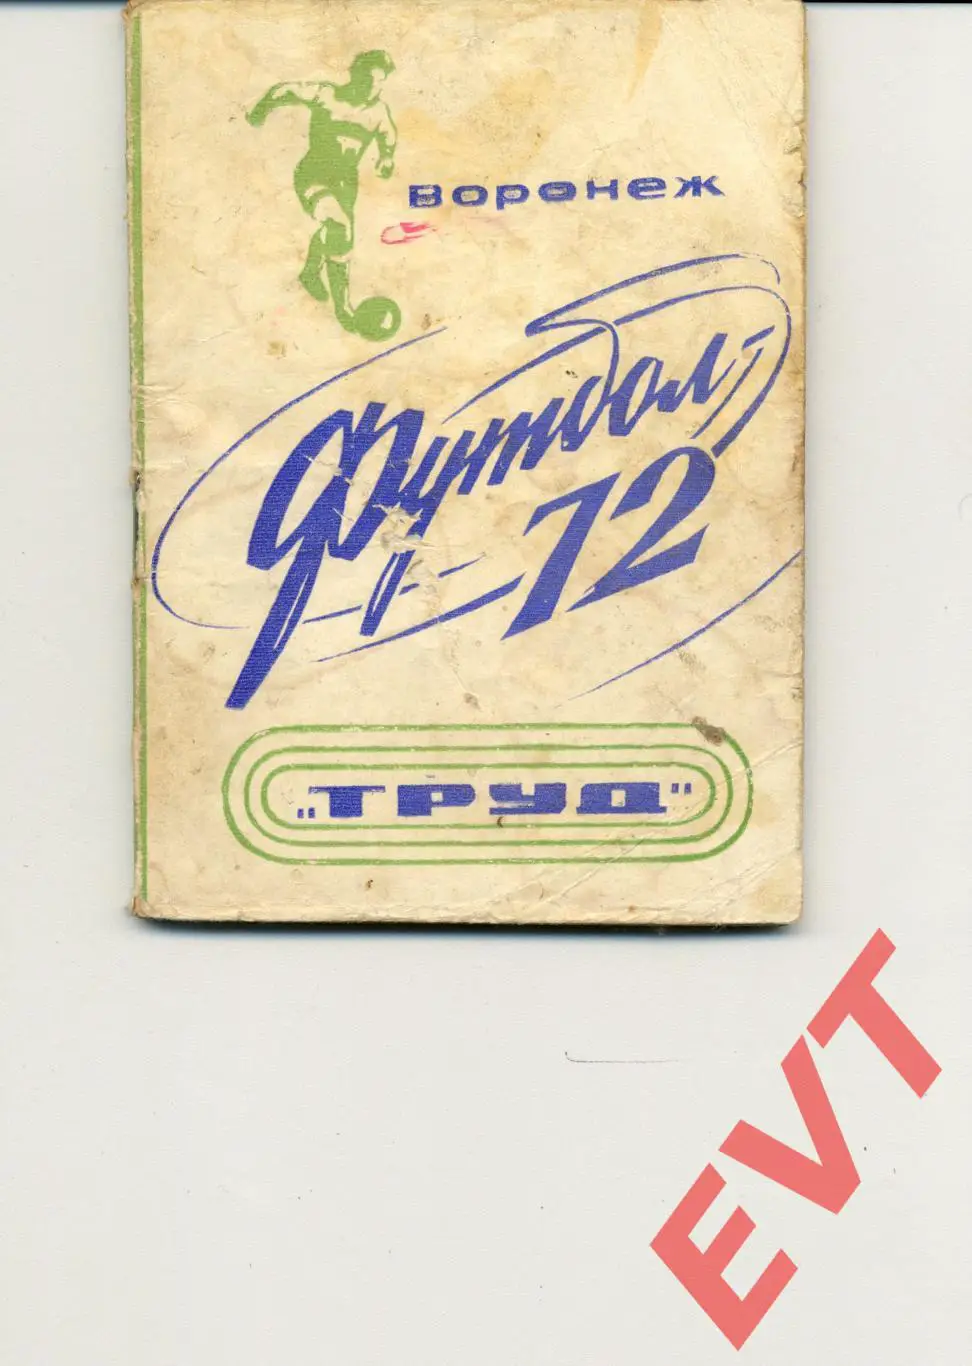 Воронеж
Футбол
72
„ТРУД"
EVT